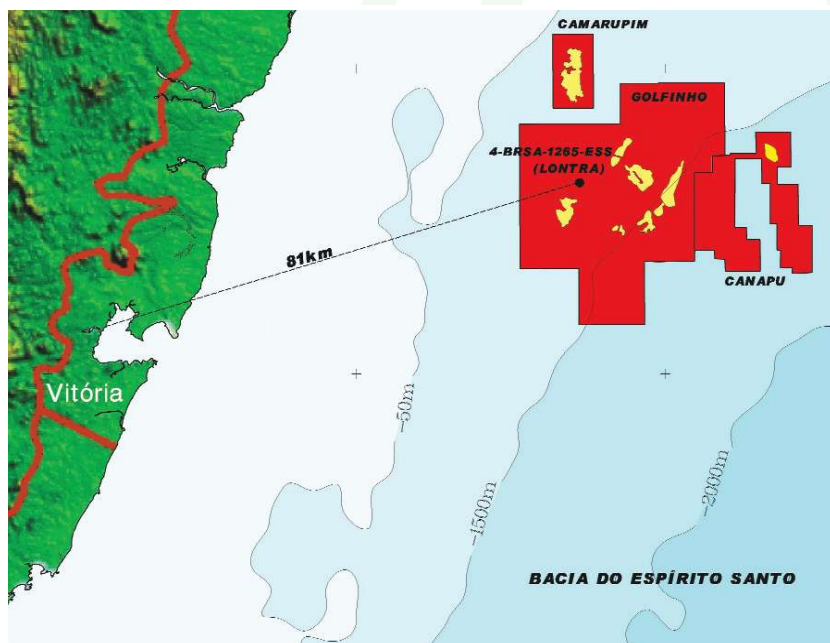 CAMARUPIM
GOLFINHO
4-BRSA-1265-ESS
(LONTRA)
81km
CANAPU
Vitória
-50m
-1500m
-2000m
BACIA DO ESPÍRITO SANTO